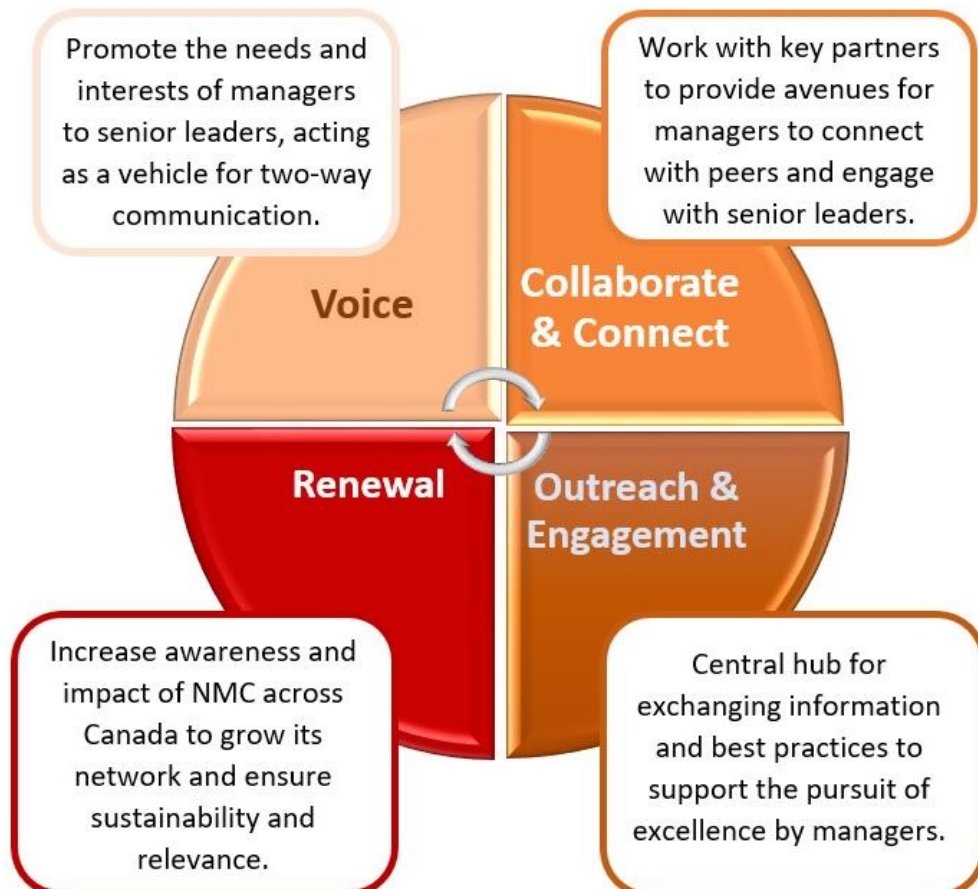 Promote the needs and
interests of managers
to senior leaders, acting
as a vehicle for two-way
communication.
Work with key partners
to provide avenues for
managers to connect
with peers and engage
with senior leaders.
Voice
Collaborate
& Connect
Renewal
Outreach &
Engagement
Increase awareness and
impact of NMC across
Canada to grow its
network and ensure
sustainability and
relevance.
Central hub for
exchanging information
and best practices to
support the pursuit of
excellence by managers.